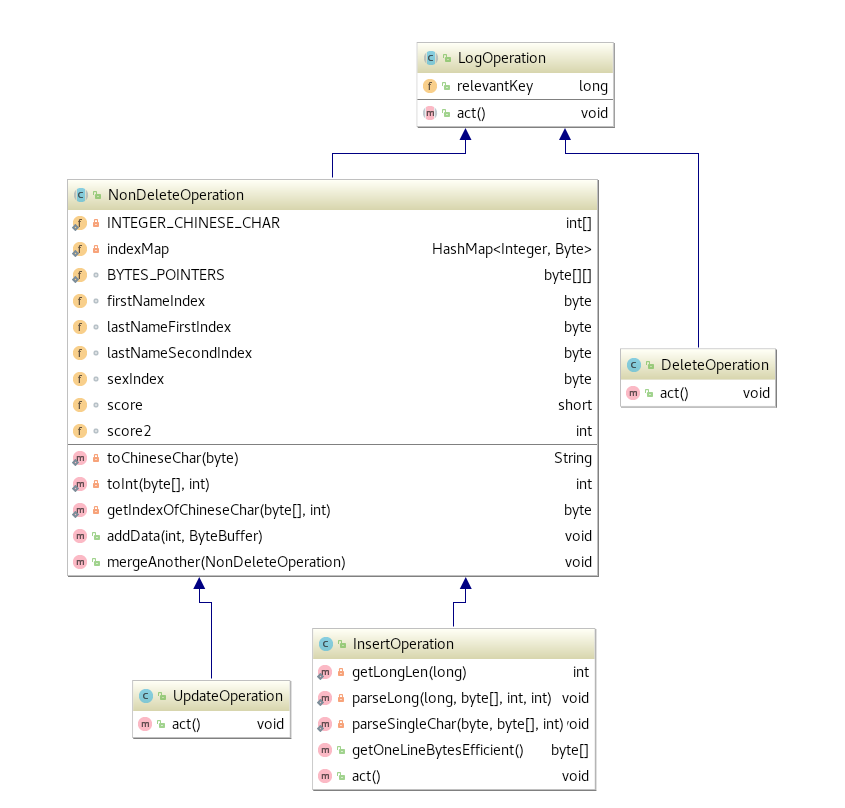 LogOperation
relevantKey long
act() void
NonDeleteOperation
INTEGER_CHINESE_CHAR int[]
indexMap HashMap<Integer, Byte>
BYTES_POINTERS byte[][]
firstNameIndex byte
lastNameFirstIndex byte
lastNameSecondIndex byte
sexIndex byte
score short
score2 int
toChineseChar(byte) String
toInt(byte[], int) int
getIndexOfChineseChar(byte[], int) byte
addData(int, ByteBuffer) void
mergeAnother(NonDeleteOperation) void
DeleteOperation
act() void
UpdateOperation
act() void
InsertOperation
getLongLen(long) int
parseLong(long, byte[], int, int) void
parseSingleChar(byte, byte[], int) void
getOneLineBytesEfficient() byte[]
act() void